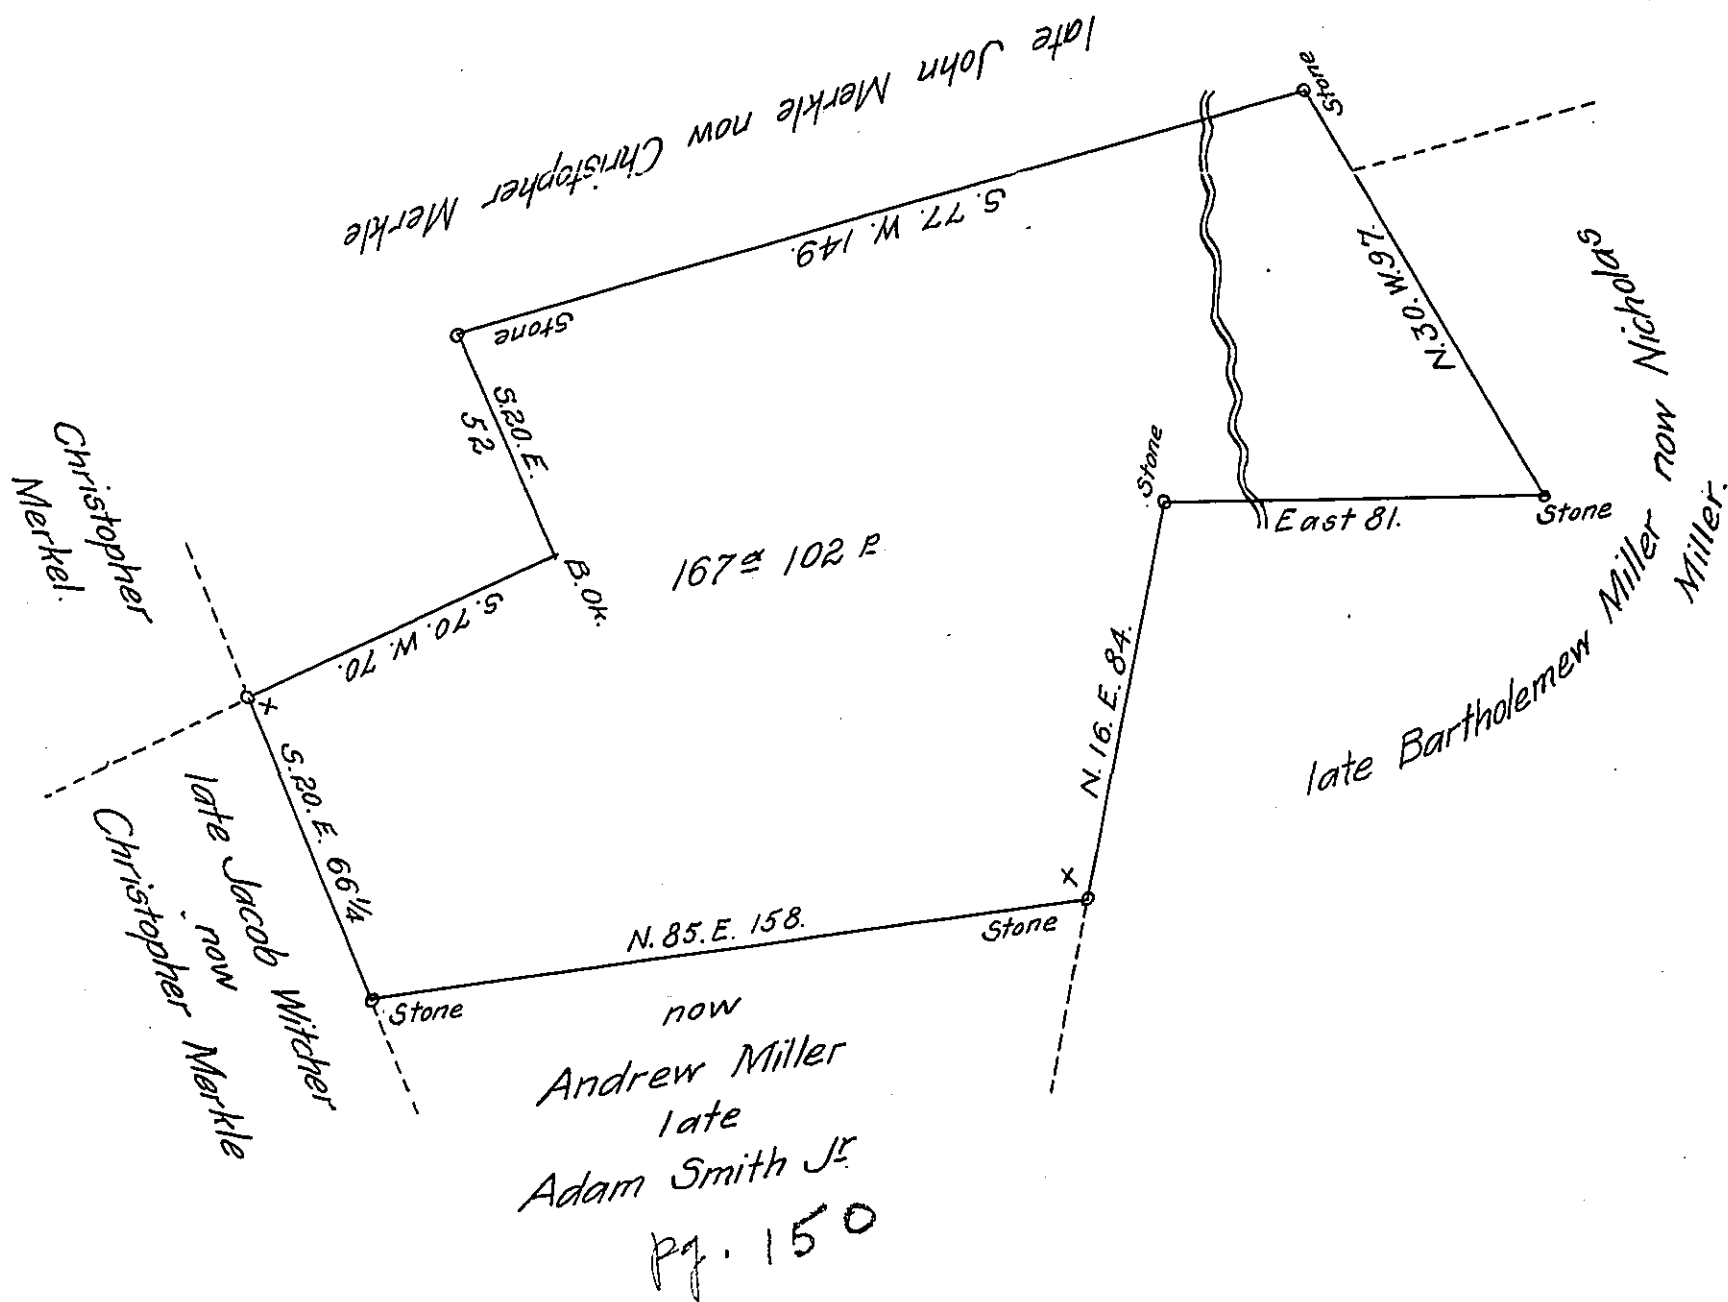 late John Merkle now Christopher Merkle
Stone
S. 77. W. 149.
Stone
N. 30. W. 97.
late Bartholemew Miller now Nicholas
Miller.
S. 20. E.
52
Christopher
Merkel.
B. Ok.
167 a 102 p
Stone
East 81.
Stone
S. 70. W. 70.
x
N. 16. E. 84.
S. 20. E. 66 1/4
late Jacob Witcher
now
Christopher Merkle
x
N. 85. E. 158.
Stone
Stone
now
Andrew Miller
late
Adam Smith Jr
pg. 150